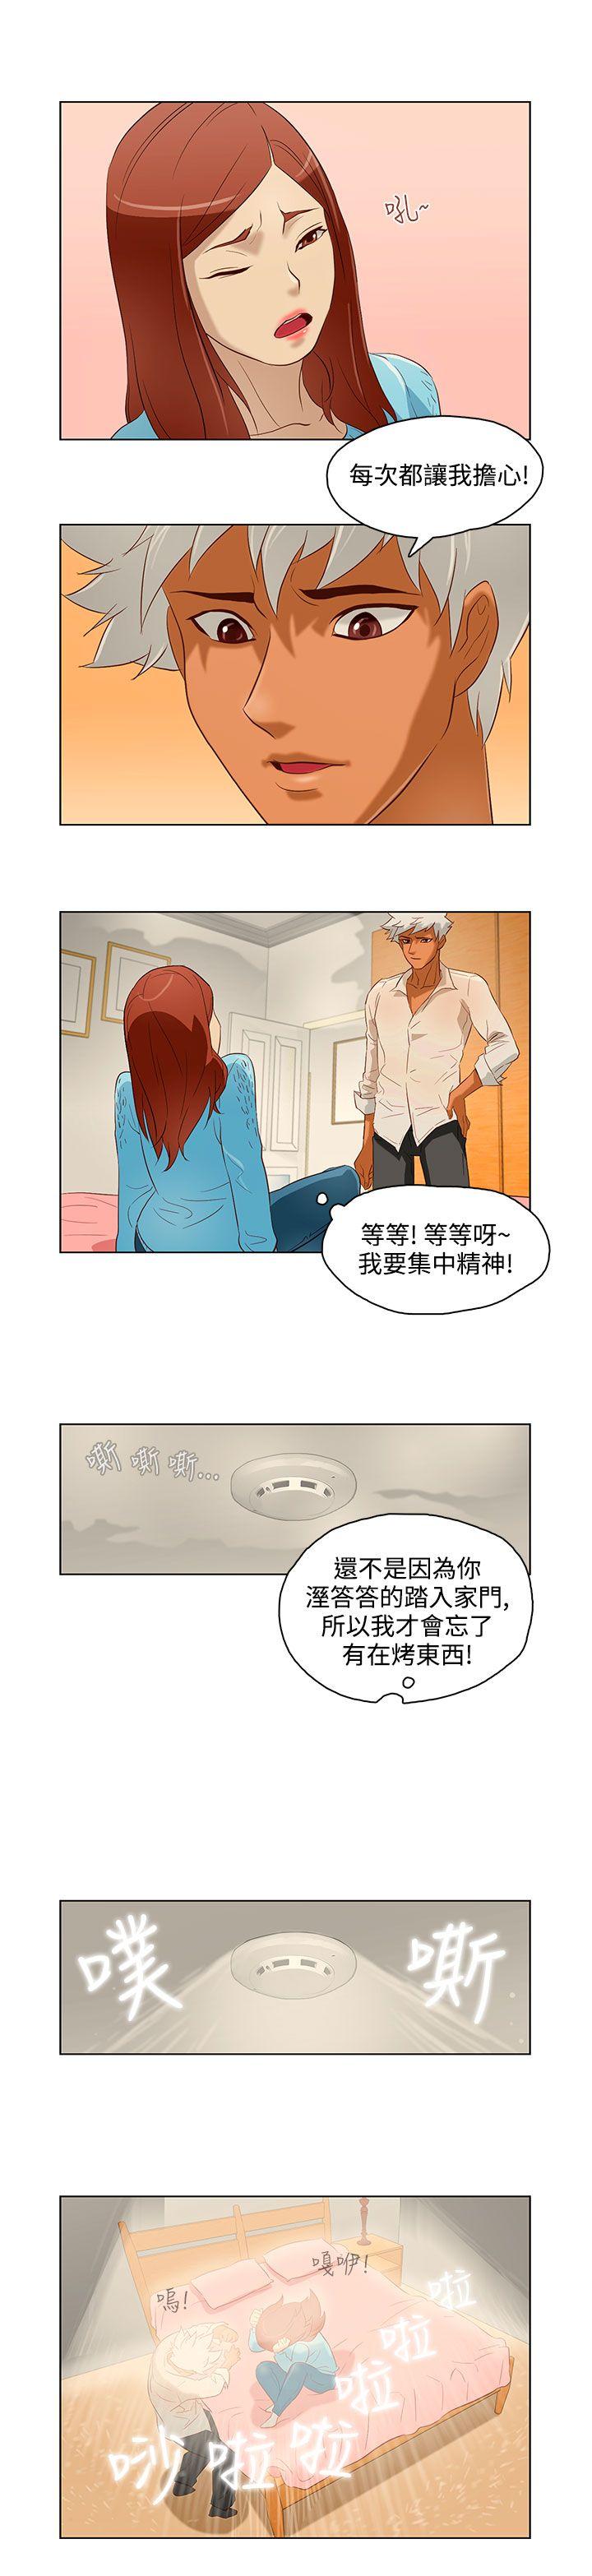 吼~
每次都讓我擔心!
等等! 等等呀~
我要集中精神!
嘶 嘶 嘶...
還不是因為你
溼答答的踏入家門,
所以我才會忘了
有在烤東西!
噗 嘶
嘎咿!
嗚!
唦啦啦啦啦啦